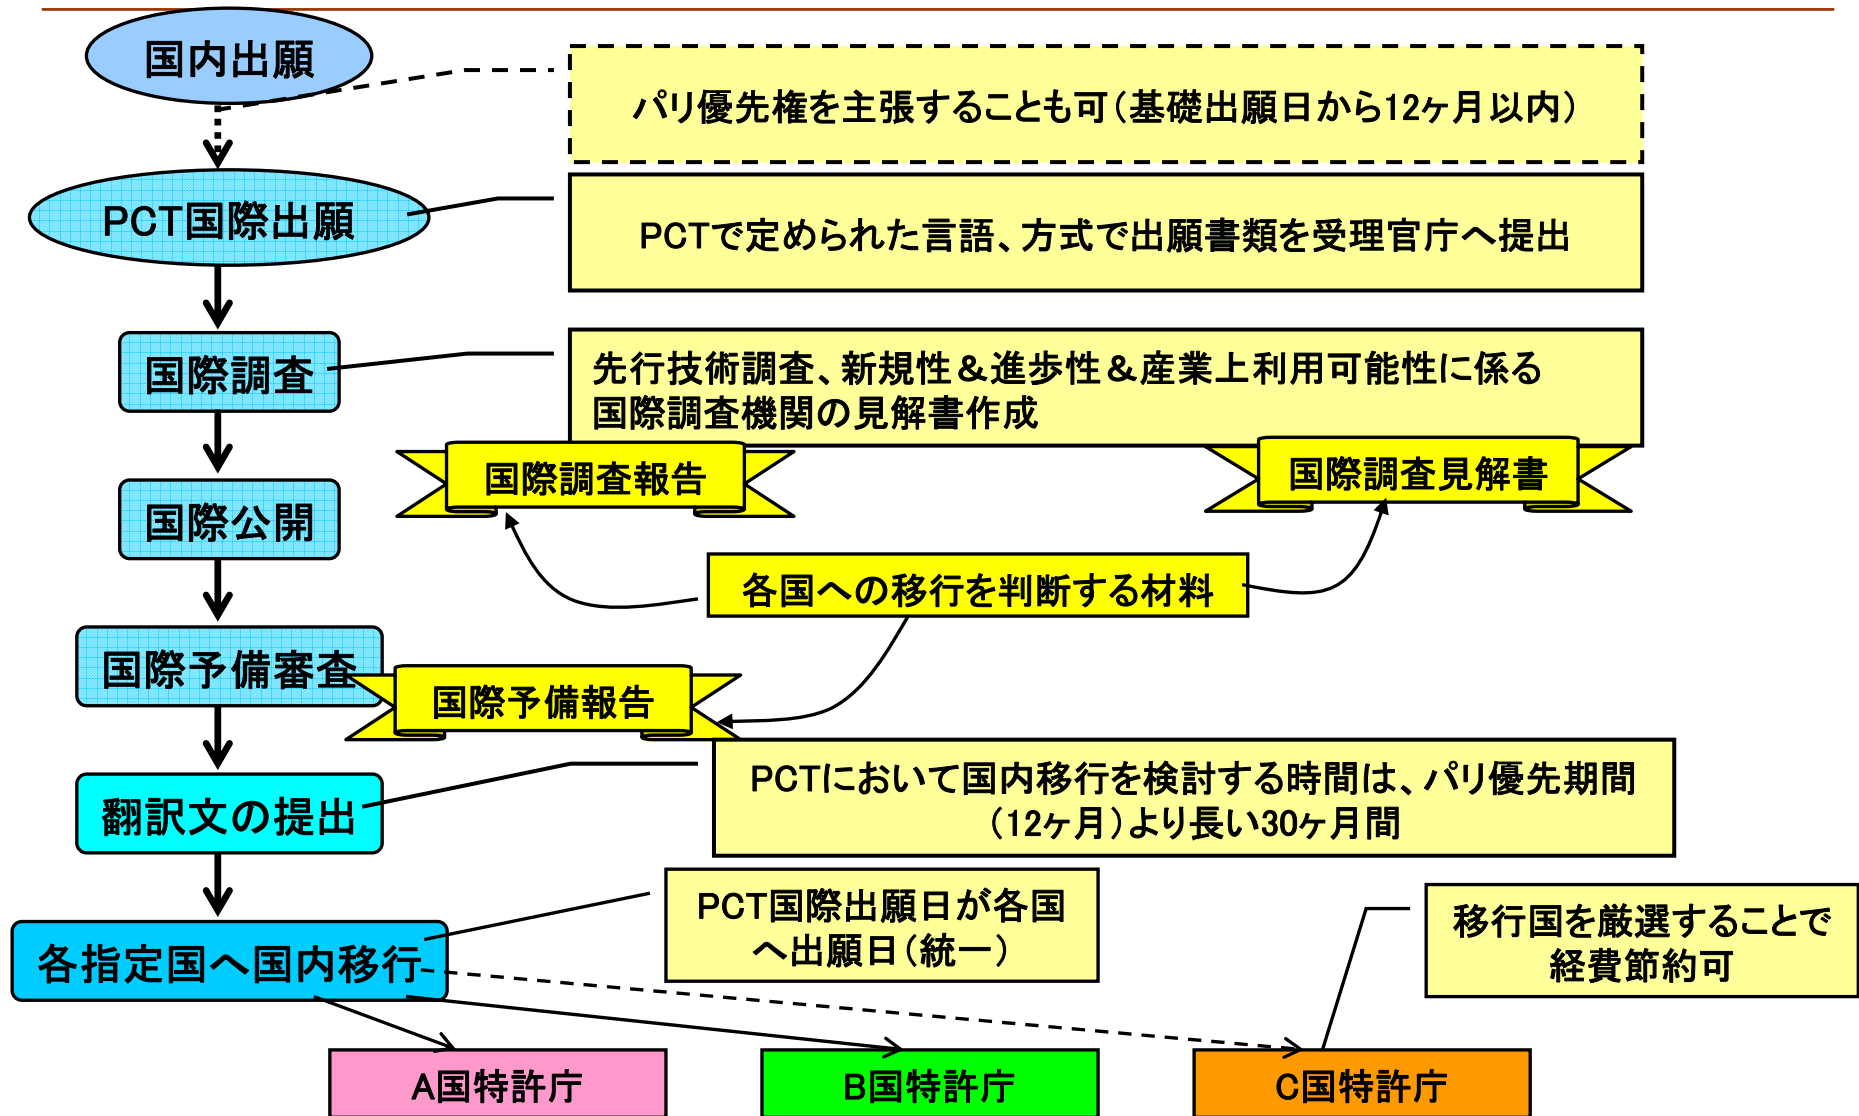 国内出願
パリ優先権を主張することも可（基礎出願日から12ヶ月以内）
PCT国際出願
PCTで定められた言語、方式で出願書類を受理官庁へ提出
国際調査
先行技術調査、新規性＆進歩性＆産業上利用可能性に係る
国際調査機関の見解書作成
国際調査報告
国際調査見解書
国際公開
各国への移行を判断する材料
国際予備審査
国際予備報告
翻訳文の提出
PCTにおいて国内移行を検討する時間は、パリ優先期間
（12ヶ月）より長い30ヶ月間
各指定国へ国内移行
PCT国際出願日が各国
へ出願日（統一）
移行国を厳選することで
経費節約可
A国特許庁
B国特許庁
C国特許庁